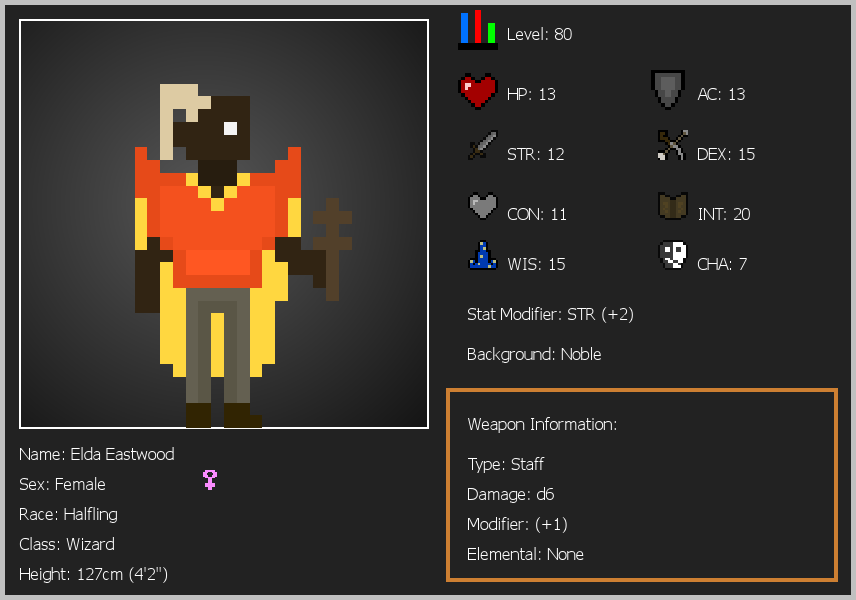 Level: 80
HP: 13
AC: 13
STR: 12
DEX: 15
CON: 11
INT: 20
WIS: 15
CHA: 7
Stat Modifier: STR (+2)
Background: Noble
Weapon Information:
Type: Staff
Damage: d6
Modifier: (+1)
Elemental: None
Name: Elda Eastwood
Sex: Female
Race: Halfling
Class: Wizard
Height: 127cm (4'2")